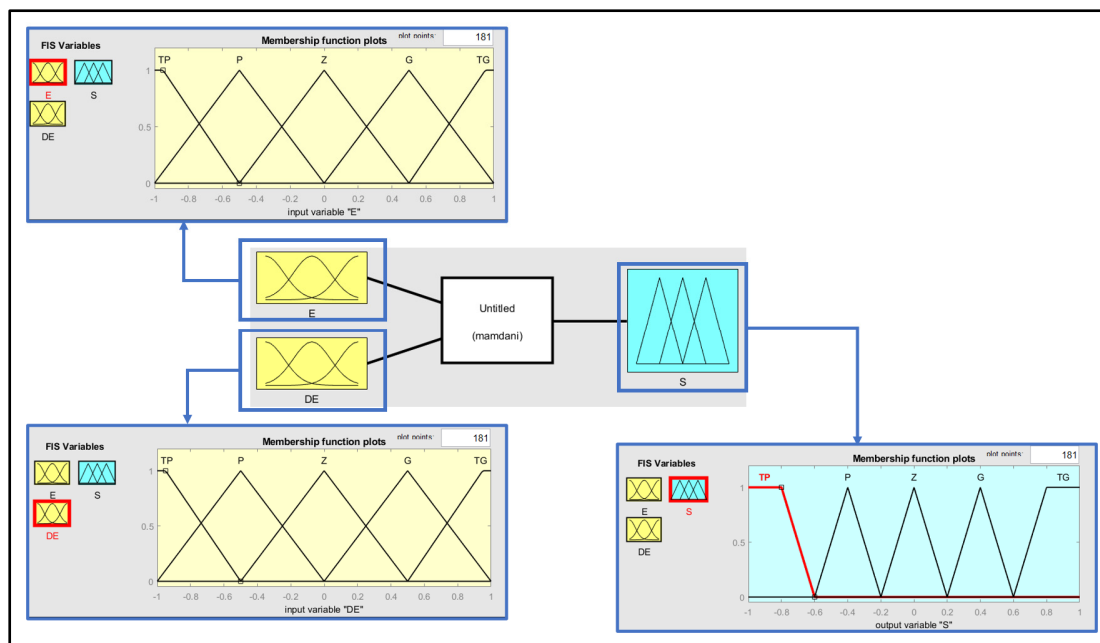 FIS Variables
Membership function plots
plot points:
181
TP
P
Z
G
TG
E
S
DE
1
0.5
0
-1
-0.8
-0.6
-0.4
-0.2
0
0.2
0.4
0.6
0.8
1
input variable "E"
E
Untitled
(mamdani)
S
DE
FIS Variables
Membership function plots
plot points:
181
TP
P
Z
G
TG
E
S
DE
1
0.5
0
-1
-0.8
-0.6
-0.4
-0.2
0
0.2
0.4
0.6
0.8
1
input variable "DE"
FIS Variables
Membership function plots
plot points:
181
TP
P
Z
G
TG
E
S
DE
1
0.5
0
-1
-0.8
-0.6
-0.4
-0.2
0
0.2
0.4
0.6
0.8
1
output variable "S"